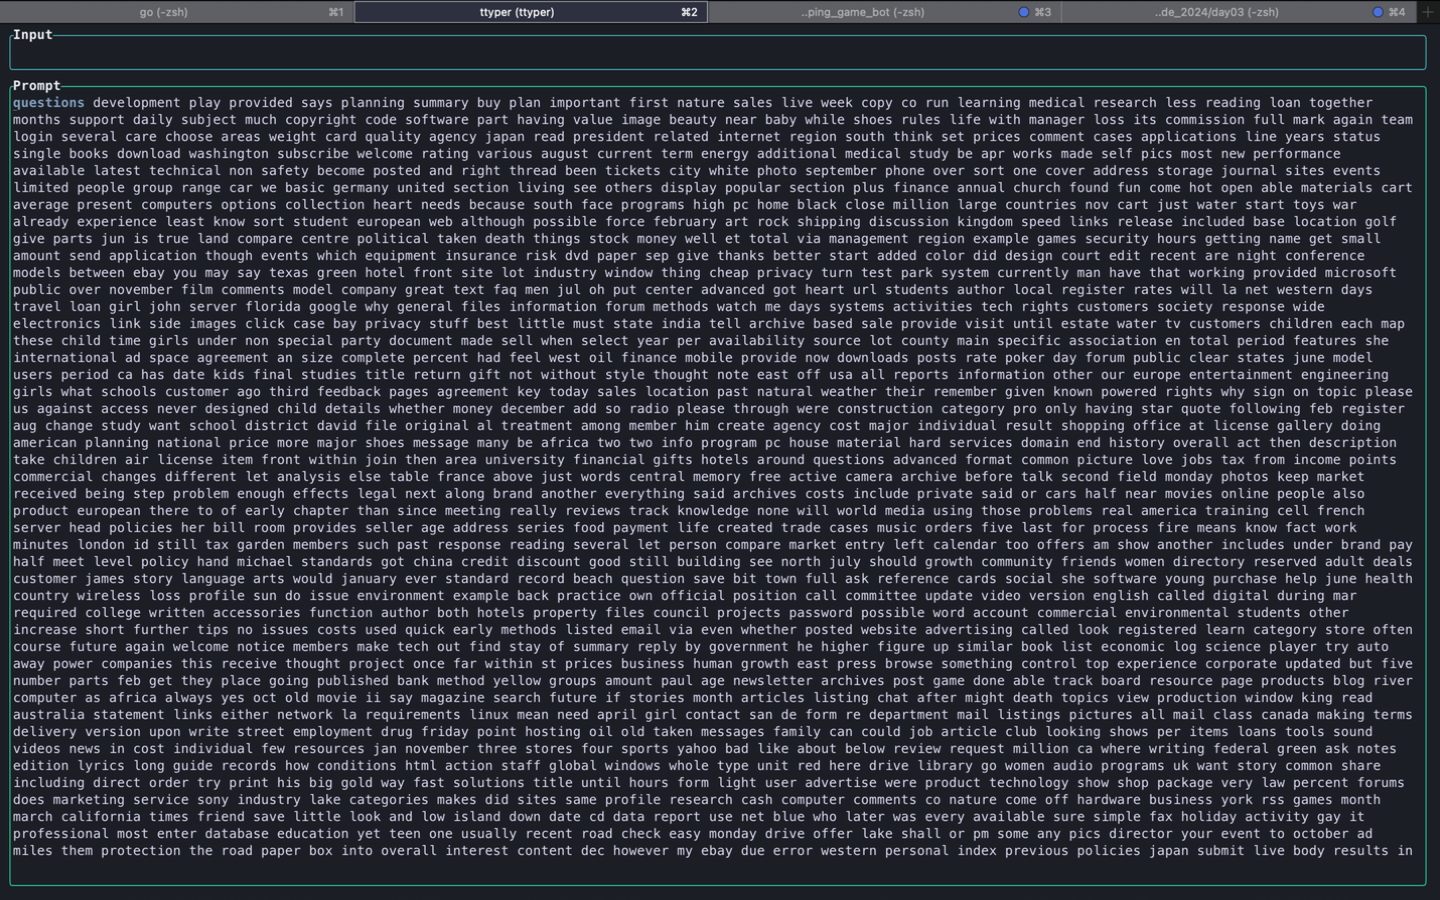 go (-zsh) ⌘1 ttyper (ttyper) ⌘2 ..ping_game_bot (-zsh) ⌘3 ..de_2024/day03 (-zsh) ⌘4 +
Input
Prompt
questions development play provided says planning summary buy plan important first nature sales live week copy co run learning medical research less reading loan together
months support daily subject much copyright code software part having value image beauty near baby while shoes rules life with manager loss its commission full mark again team
login several care choose areas weight card quality agency japan read president related internet region south think set prices comment cases applications line years status
single books download washington subscribe welcome rating various august current term energy additional medical study be apr works made self pics most new performance
available latest technical non safety become posted and right thread been tickets city white photo september phone over sort one cover address storage journal sites events
limited people group range car we basic germany united section living see others display popular section plus finance annual church found fun come hot open able materials cart
average present computers options collection heart needs because south face programs high pc home black close million large countries nov cart just water start toys war
already experience least know sort student european web although possible force february art rock shipping discussion kingdom speed links release included base location golf
give parts jun is true land compare centre political taken death things stock money well et total via management region example games security hours getting name get small
amount send application though events which equipment insurance risk dvd paper sep give thanks better start added color did design court edit recent are night conference
models between ebay you may say texas green hotel front site lot industry window thing cheap privacy turn test park system currently man have that working provided microsoft
public over november film comments model company great text faq men jul oh put center advanced got heart url students author local register rates will la net western days
travel loan girl john server florida google why general files information forum methods watch me days systems activities tech rights customers society response wide
electronics link side images click case bay privacy stuff best little must state india tell archive based sale provide visit until estate water tv customers children each map
these child time girls under non special party document made sell when select year per availability source lot county main specific association en total period features she
international ad space agreement an size complete percent had feel west oil finance mobile provide now downloads posts rate poker day forum public clear states june model
users period ca has date kids final studies title return gift not without style thought note east off usa all reports information other our europe entertainment engineering
girls what schools customer ago third feedback pages agreement key today sales location past natural weather their remember given known powered rights why sign on topic please
us against access never designed child details whether money december add so radio please through were construction category pro only having star quote following feb register
aug change study want school district david file original al treatment among member him create agency cost major individual result shopping office at license gallery doing
american planning national price more major shoes message many be africa two two info program pc house material hard services domain end history overall act then description
take children air license item front within join then area university financial gifts hotels around questions advanced format common picture love jobs tax from income points
commercial changes different let analysis else table france above just words central memory free active camera archive before talk second field monday photos keep market
received being step problem enough effects legal next along brand another everything said archives costs include private said or cars half near movies online people also
product european there to of early chapter than since meeting really reviews track knowledge none will world media using those problems real america training cell french
server head policies her bill room provides seller age address series food payment life created trade cases music orders five last for process fire means know fact work
minutes london id still tax garden members such past response reading several let person compare market entry left calendar too offers am show another includes under brand pay
half meet level policy hand michael standards got china credit discount good still building see north july should growth community friends women directory reserved adult deals
customer james story language arts would january ever standard record beach question save bit town full ask reference cards social she software young purchase help june health
country wireless loss profile sun do issue environment example back practice own official position call committee update video version english called digital during mar
required college written accessories function author both hotels property files council projects password possible word account commercial environmental students other
increase short further tips no issues costs used quick early methods listed email via even whether posted website advertising called look registered learn category store often
course future again welcome notice members make tech out find stay of summary reply by government he higher figure up similar book list economic log science player try auto
away power companies this receive thought project once far within st prices business human growth east press browse something control top experience corporate updated but five
number parts feb get they place going published bank method yellow groups amount paul age newsletter archives post game done able track board resource page products blog river
computer as africa always yes oct old movie ii say magazine search future if stories month articles listing chat after might death topics view production window king read
australia statement links either network la requirements linux mean need april girl contact san de form re department mail listings pictures all mail class canada making terms
delivery version upon write street employment drug friday point hosting oil old taken messages family can could job article club looking shows per items loans tools sound
videos news in cost individual few resources jan november three stores four sports yahoo bad like about below review request million ca where writing federal green ask notes
edition lyrics long guide records how conditions html action staff global windows whole type unit red here drive library go women audio programs uk want story common share
including direct order try print his big gold way fast solutions title until hours form light user advertise were product technology show shop package very law percent forums
does marketing service sony industry lake categories makes did sites same profile research cash computer comments co nature come off hardware business york rss games month
march california times friend save little look and low island down date cd data report use net blue who later was every available sure simple fax holiday activity gay it
professional most enter database education yet teen one usually recent road check easy monday drive offer lake shall or pm some any pics director your event to october ad
miles them protection the road paper box into overall interest content dec however my ebay due error western personal index previous policies japan submit live body results in